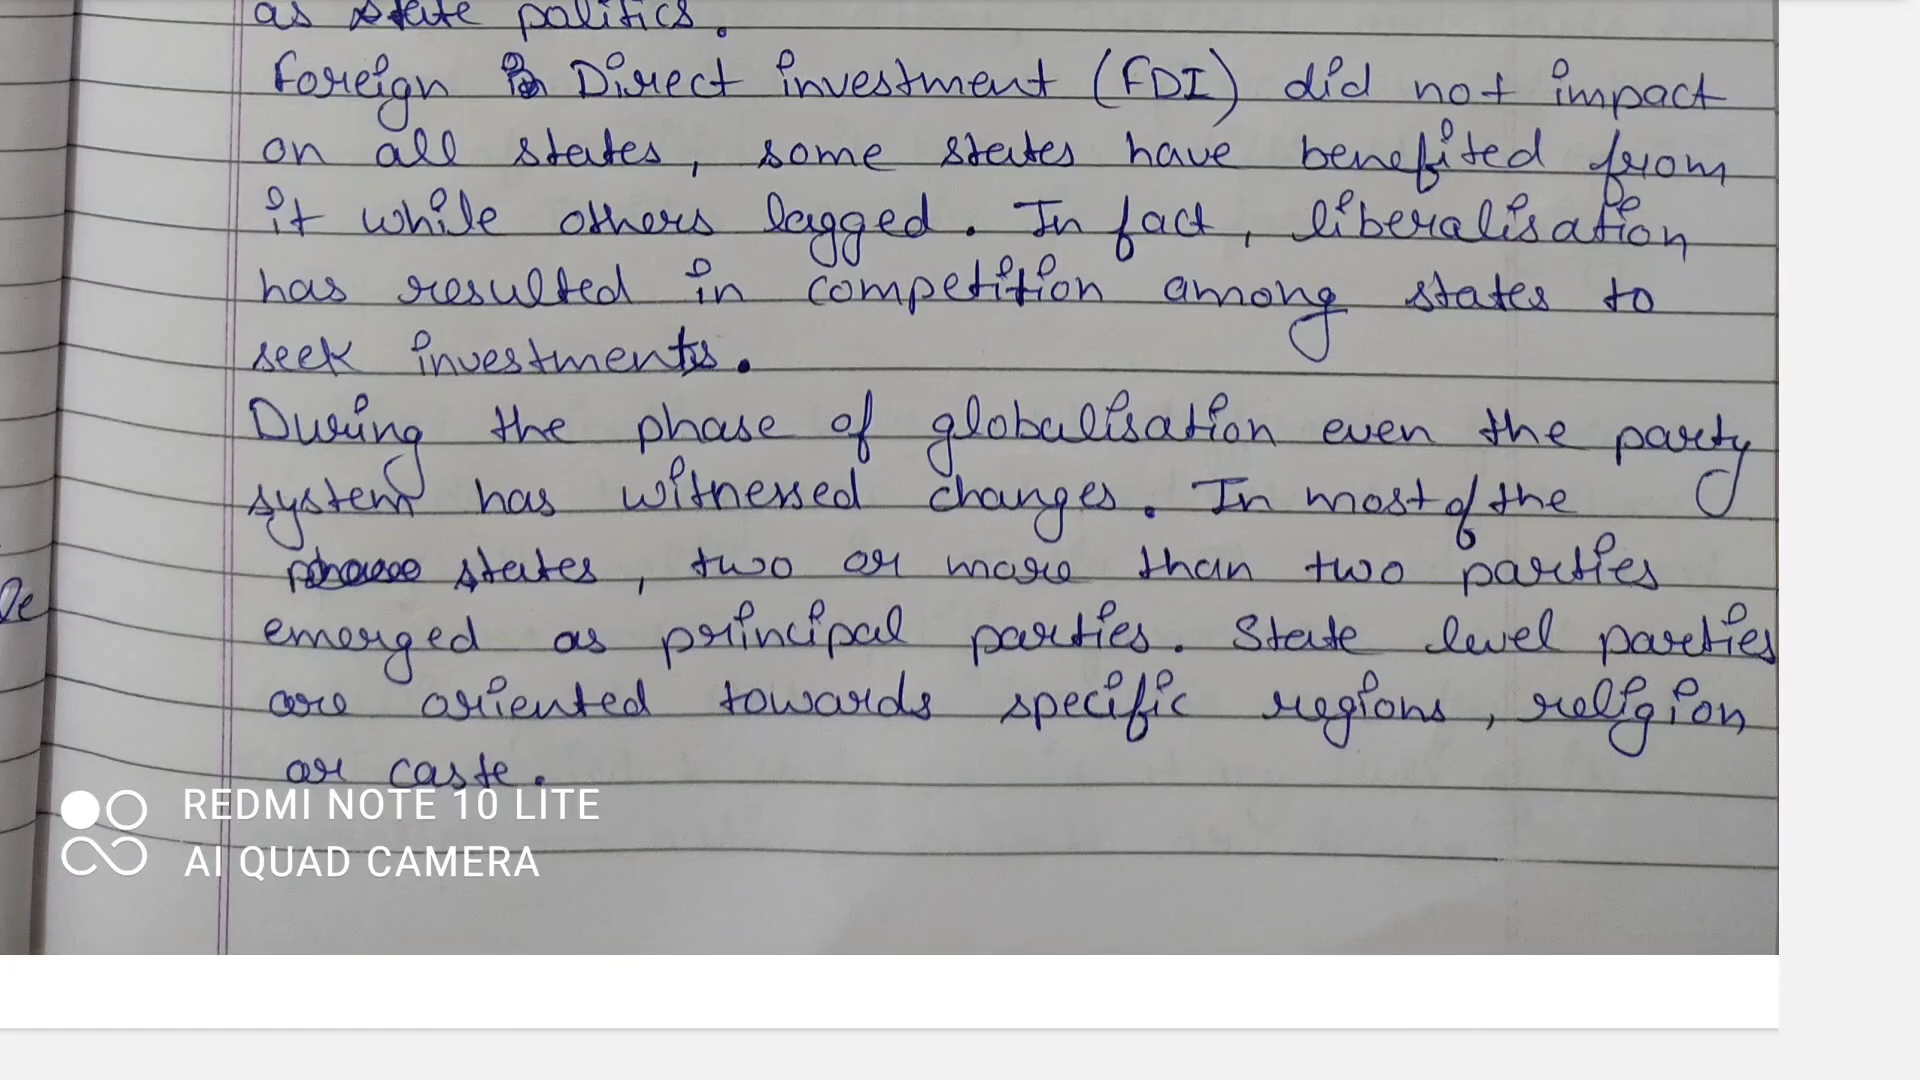 as state politics.
Foreign Direct investment (FDI) did not impact
on all states, some states have benefited from
it while others lagged. In fact, liberalisation
has resulted in competition among states to
seek investments.
During the phase of globalisation even the party
system has witnessed changes. In most of the
states, two or more than two parties
De
emerged as principal parties. State level parties
are oriented towards specific regions, religion
or caste.
REDMI NOTE 10 LITE
AI QUAD CAMERA